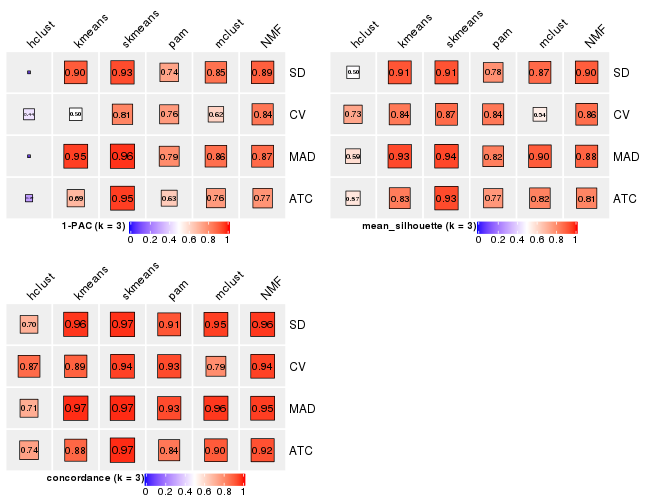 hclust kmeans skmeans pam mclust NMF
0.90 0.93 0.74 0.85 0.89 SD
0.50 0.81 0.76 0.62 0.84 CV
0.95 0.96 0.79 0.86 0.87 MAD
0.69 0.95 0.63 0.76 0.77 ATC
1-PAC (k = 3)
0 0.2 0.4 0.6 0.8 1
hclust kmeans skmeans pam mclust NMF
0.50 0.91 0.91 0.78 0.87 0.90 SD
0.73 0.84 0.87 0.84 0.54 0.86 CV
0.59 0.93 0.94 0.82 0.90 0.88 MAD
0.57 0.83 0.93 0.77 0.82 0.81 ATC
mean_silhouette (k = 3)
0 0.2 0.4 0.6 0.8 1
hclust kmeans skmeans pam mclust NMF
0.70 0.96 0.97 0.91 0.95 0.96 SD
0.87 0.89 0.94 0.93 0.79 0.94 CV
0.71 0.97 0.97 0.93 0.96 0.95 MAD
0.74 0.88 0.97 0.84 0.90 0.92 ATC
concordance (k = 3)
0 0.2 0.4 0.6 0.8 1